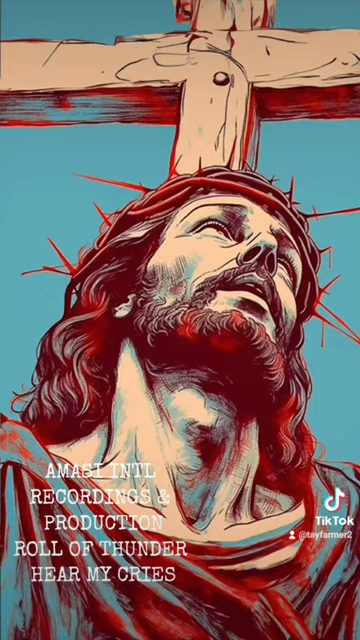 AMASI INTL
RECORDINGS &
PRODUCTION
ROLL OF THUNDER
HEAR MY CRIES
TikTok
@tayfarmer2